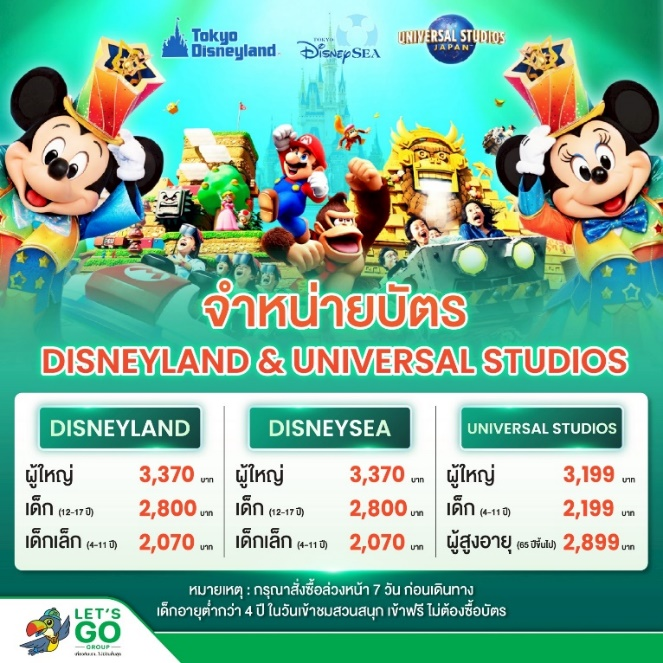 Tokyo Disneyland
TOKYO DISNEYSEA
UNIVERSAL STUDIOS JAPAN
จำหน่ายบัตร
DISNEYLAND & UNIVERSAL STUDIOS
DISNEYLAND
ผู้ใหญ่ 3,370 บาท
เด็ก (12-17 ปี) 2,800 บาท
เด็กเล็ก (4-11 ปี) 2,070 บาท
DISNEYSEA
ผู้ใหญ่ 3,370 บาท
เด็ก (12-17 ปี) 2,800 บาท
เด็กเล็ก (4-11 ปี) 2,070 บาท
UNIVERSAL STUDIOS
ผู้ใหญ่ 3,199 บาท
เด็ก (4-11 ปี) 2,199 บาท
ผู้สูงอายุ (65 ปีขึ้นไป) 2,899 บาท
หมายเหตุ : กรุณาสั่งซื้อล่วงหน้า 7 วัน ก่อนเดินทาง
เด็กอายุต่ำกว่า 4 ปี ในวันเข้าชมสวนสนุก เข้าฟรี ไม่ต้องซื้อบัตร
LET'S
GO
GROUP